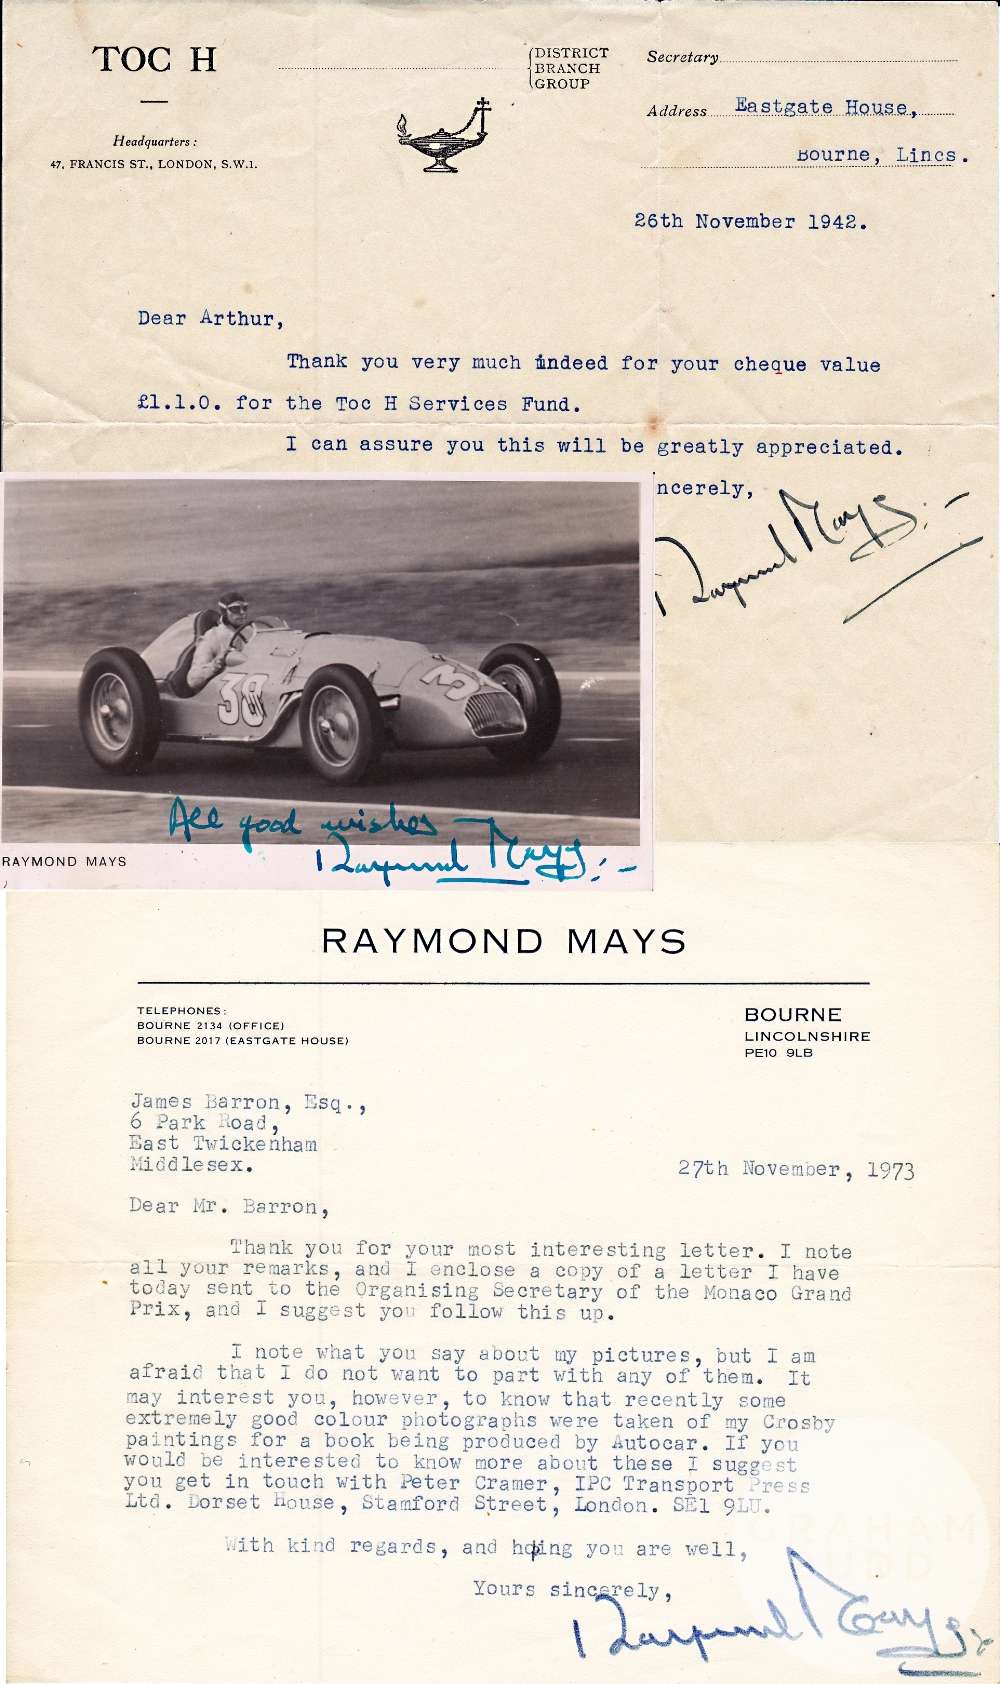 TOC H
Headquarters:
47, FRANCIS ST., LONDON, S.W.1.
DISTRICT
BRANCH
GROUP
Secretary
Address Eastgate House,
Bourne, Lincs.
26th November 1942.
Dear Arthur,
Thank you very much indeed for your cheque value
£1.1.0. for the Toc H Services Fund.
I can assure you this will be greatly appreciated.
ncerely,
Raymond Mays
38
3
All good wishes
Raymond Mays
RAYMOND MAYS
RAYMOND MAYS
TELEPHONES:
BOURNE 2134 (OFFICE)
BOURNE 2017 (EASTGATE HOUSE)
BOURNE
LINCOLNSHIRE
PE10 9LB
James Barron, Esq.,
6 Park Road,
East Twickenham
Middlesex.
27th November, 1973
Dear Mr. Barron,
Thank you for your most interesting letter. I note
all your remarks, and I enclose a copy of a letter I have
today sent to the Organising Secretary of the Monaco Grand
Prix, and I suggest you follow this up.
I note what you say about my pictures, but I am
afraid that I do not want to part with any of them. It
may interest you, however, to know that recently some
extremely good colour photographs were taken of my Crosby
paintings for a book being produced by Autocar. If you
would be interested to know more about these I suggest
you get in touch with Peter Cramer, IPC Transport Press
Ltd. Dorset House, Stamford Street, London. SE1 9LU.
With kind regards, and hoping you are well,
Yours sincerely,
Raymond Mays